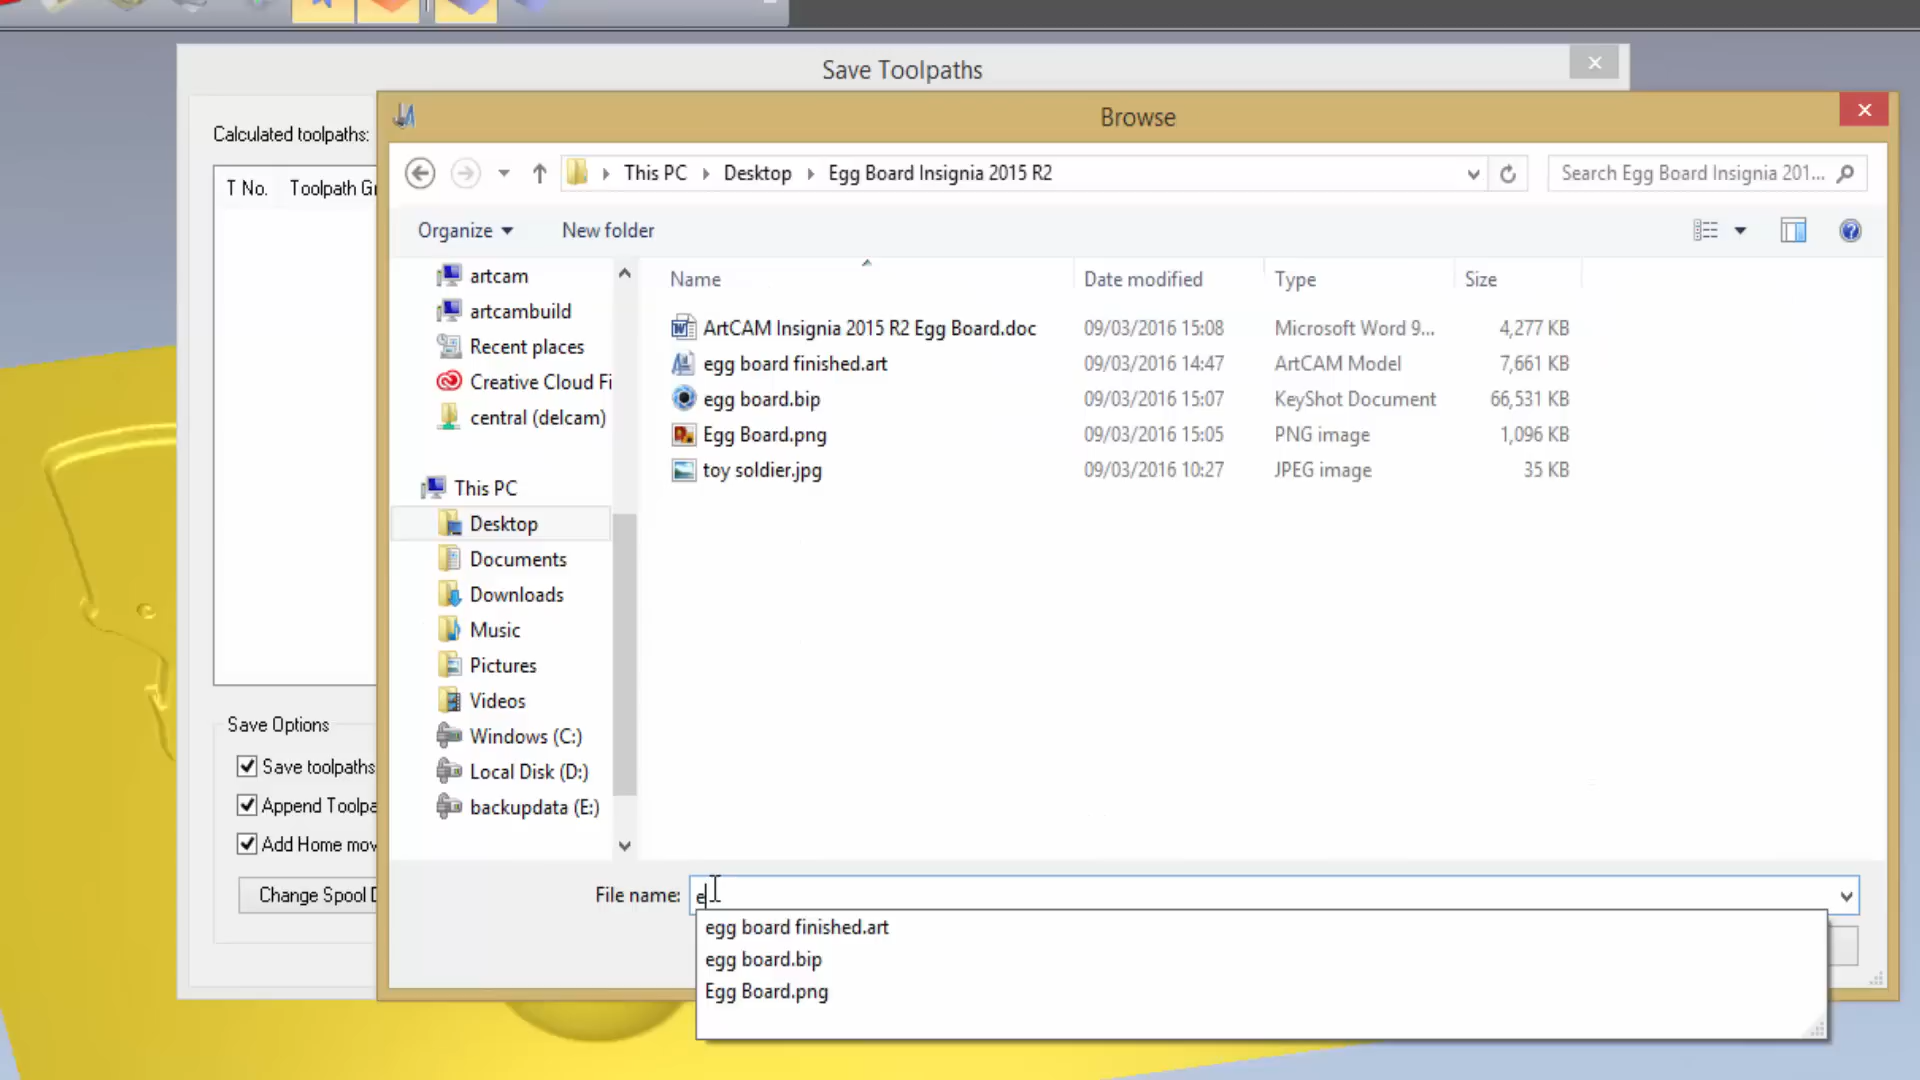 Save Toolpaths
Browse
Calculated toolpaths:
T No. Toolpath Gr
This PC Desktop Egg Board Insignia 2015 R2
Search Egg Board Insignia 201...
Organize New folder
artcam
artcambuild
Recent places
Creative Cloud Fi
central (delcam)
This PC
Desktop
Documents
Downloads
Music
Pictures
Videos
Windows (C:)
Local Disk (D:)
backupdata (E:)
Name Date modified Type Size
ArtCAM Insignia 2015 R2 Egg Board.doc 09/03/2016 15:08 Microsoft Word 9... 4,277 KB
egg board finished.art 09/03/2016 14:47 ArtCAM Model 7,661 KB
egg board.bip 09/03/2016 15:07 KeyShot Document 66,531 KB
Egg Board.png 09/03/2016 15:05 PNG image 1,096 KB
toy soldier.jpg 09/03/2016 10:27 JPEG image 35 KB
Save Options
Save toolpaths
Append Toolpa
Add Home mov
Change Spool D
File name: e
egg board finished.art
egg board.bip
Egg Board.png